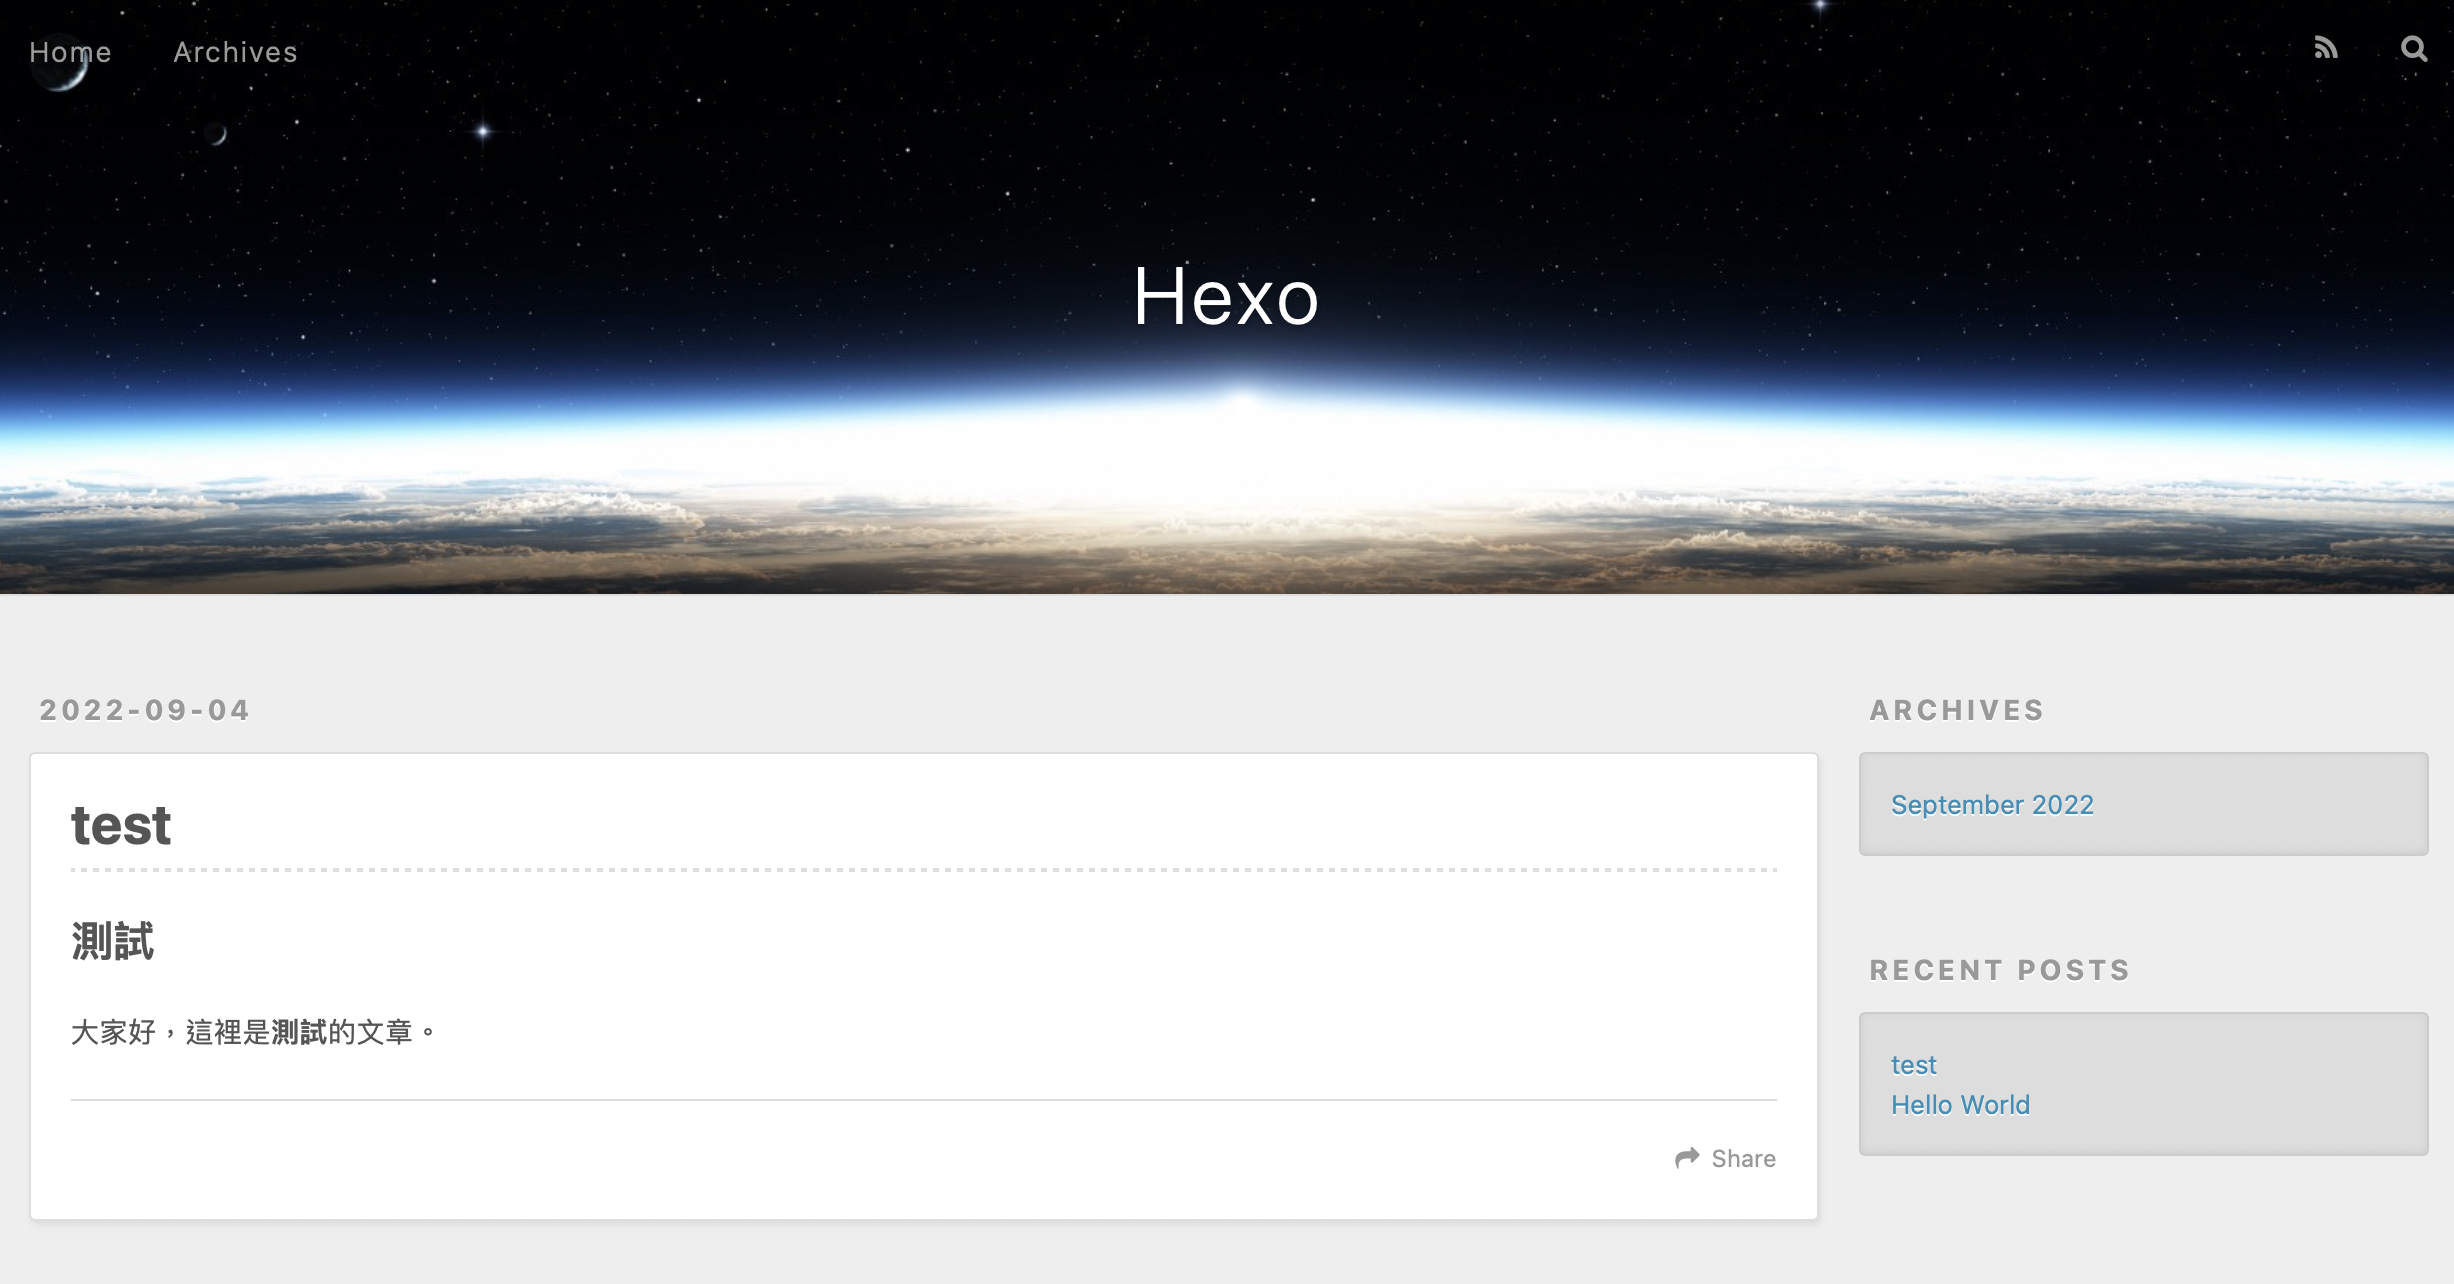 Home
Archives
Hexo
2022-09-04
test
測試
大家好，這裡是測試的文章。
Share
ARCHIVES
September 2022
RECENT POSTS
test
Hello World